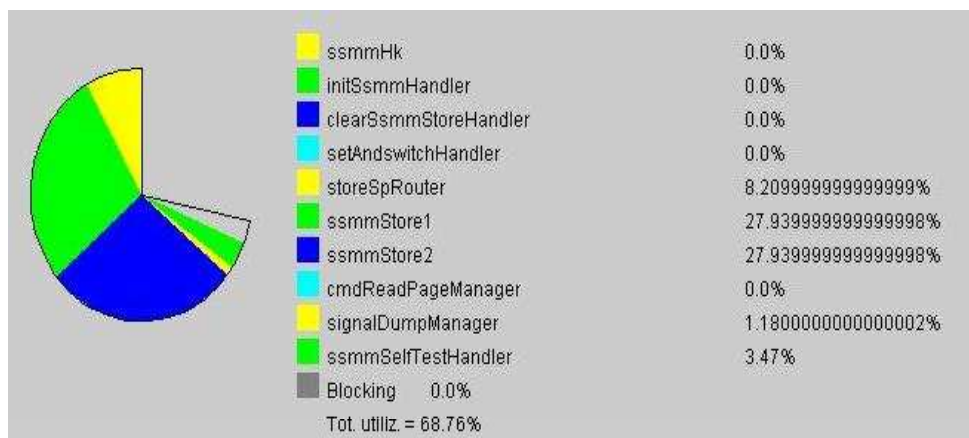 ssmmHk 0.0%
initSsmmHandler 0.0%
clearSsmmStoreHandler 0.0%
setAndswitchHandler 0.0%
storeSpRouter 8.209999999999999%
ssmmStore1 27.939999999999998%
ssmmStore2 27.939999999999998%
cmdReadPageManager 0.0%
signalDumpManager 1.1800000000000002%
ssmmSelfTestHandler 3.47%
Blocking 0.0%
Tot. utiliz. = 68.76%